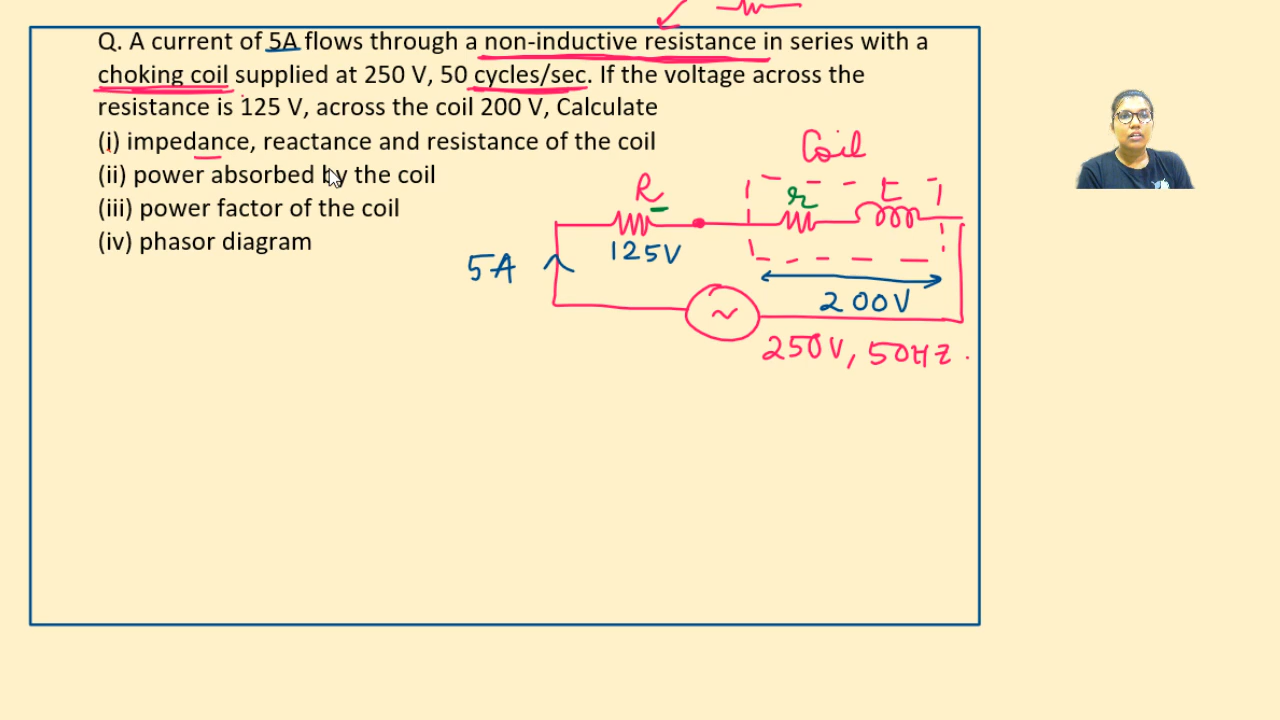 Q. A current of 5A flows through a non-inductive resistance in series with a
choking coil supplied at 250 V, 50 cycles/sec. If the voltage across the
resistance is 125 V, across the coil 200 V, Calculate
(i) impedance, reactance and resistance of the coil
(ii) power absorbed by the coil
(iii) power factor of the coil
(iv) phasor diagram
Coil
R
r
L
5A
125V
200V
~
250V, 50Hz.